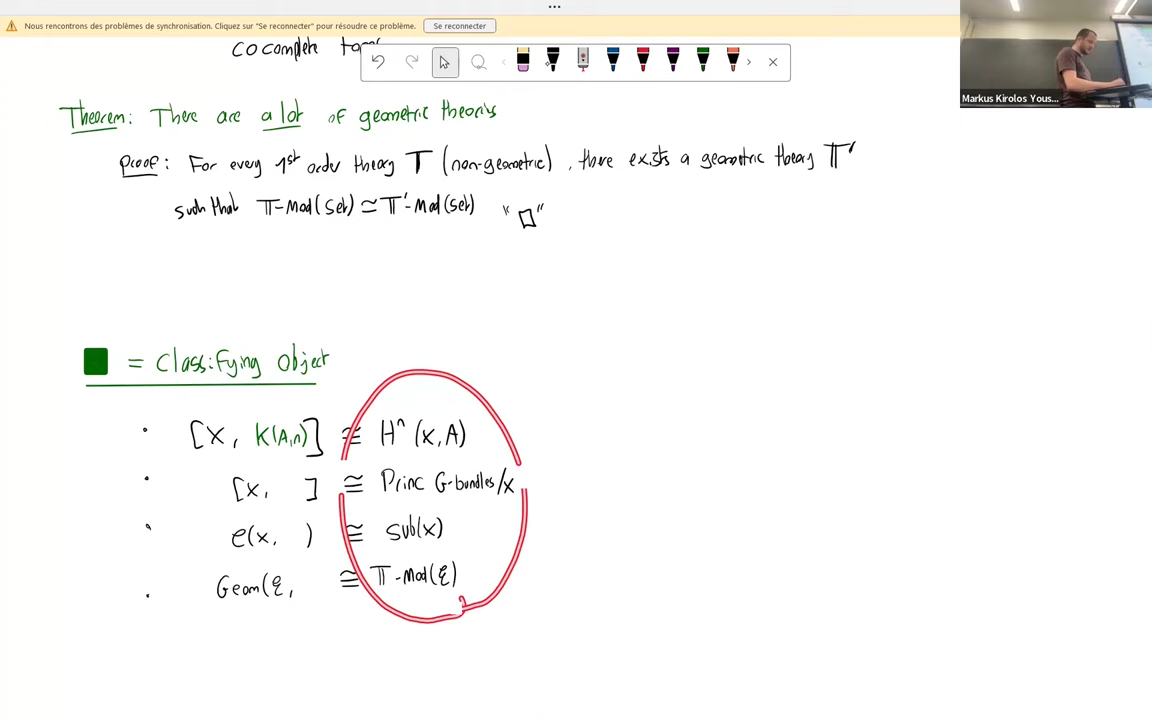 Nous rencontrons des problèmes de synchronisation. Cliquez sur "Se reconnecter" pour résoudre ce problème. Se reconnecter
cocomplete
Markus Kirolos Yous...
Theorem: There are a lot of geometric theories
Proof: For every 1st order theory T (non-geometric), there exists a geometric theory T'
such that T-Mod(Set) ≃ T'-Mod(Set) "□"
= Classifying Object
· [X, K(A,n)] ≅ Hⁿ(X,A)
· [X, ] ≅ Princ G-bundles/X
· C(X, ) ≅ Sub(X)
· Geom(ξ, ≅ T-Mod(ξ)